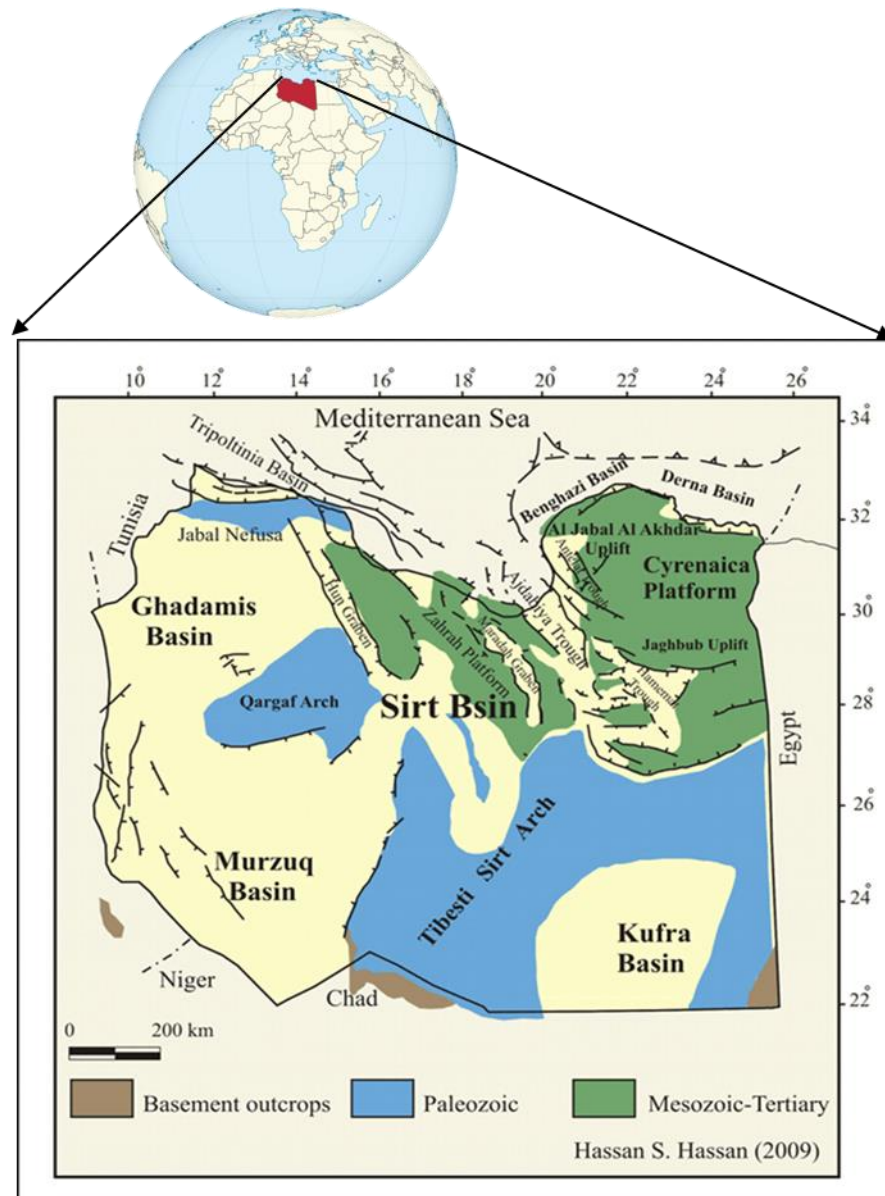 10 12 14 16 18 20 22 24 26
Mediterranean Sea
34°
Tripoltinia Basin
Benghazi Basin
Derna Basin
Tunisia
32°
Jabal Nefusa
Al Jabal Al Akhdar
Uplift
Cyrenaica
Platform
Ajdabiya Trough
Ghadamis
Basin
Hun Graben
30°
Zahrah Platform
Maradah Graben
Jaghbub Uplift
Trough
Qargaf Arch
Sirt Bsin
28°
Egypt
26°
Tibesti Sirt Arch
Murzuq
Basin
24°
Kufra
Basin
Niger
Chad
22°
0 200 km
Basement outcrops
Paleozoic
Mesozoic-Tertiary
Hassan S. Hassan (2009)